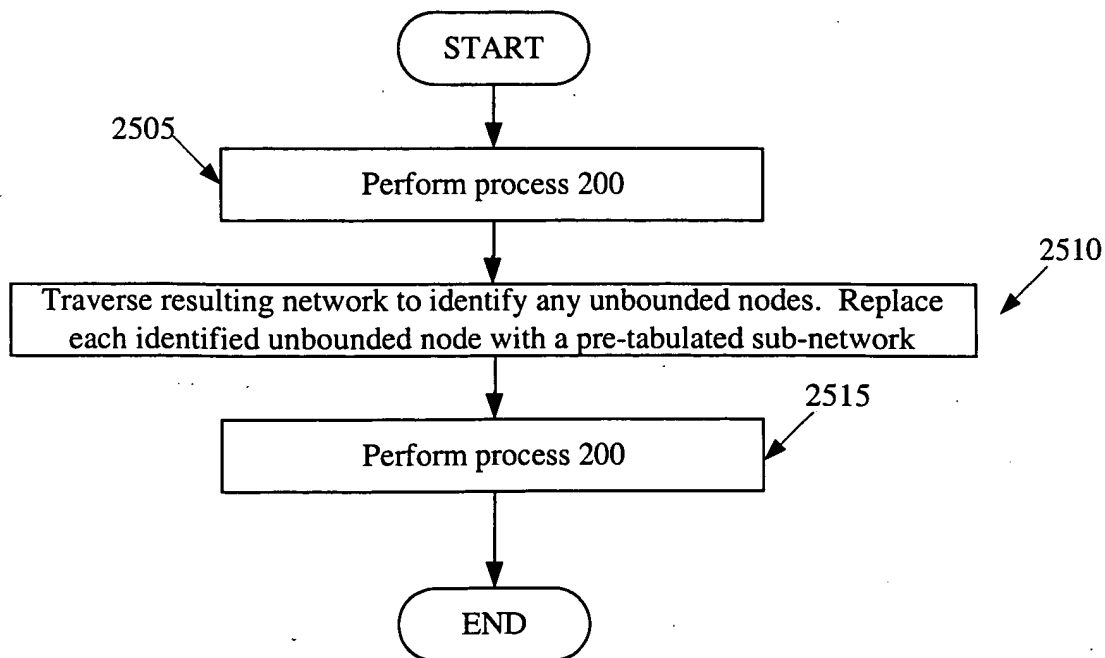 START
2505
Perform process 200
2510
Traverse resulting network to identify any unbounded nodes. Replace
each identified unbounded node with a pre-tabulated sub-network
2515
Perform process 200
END